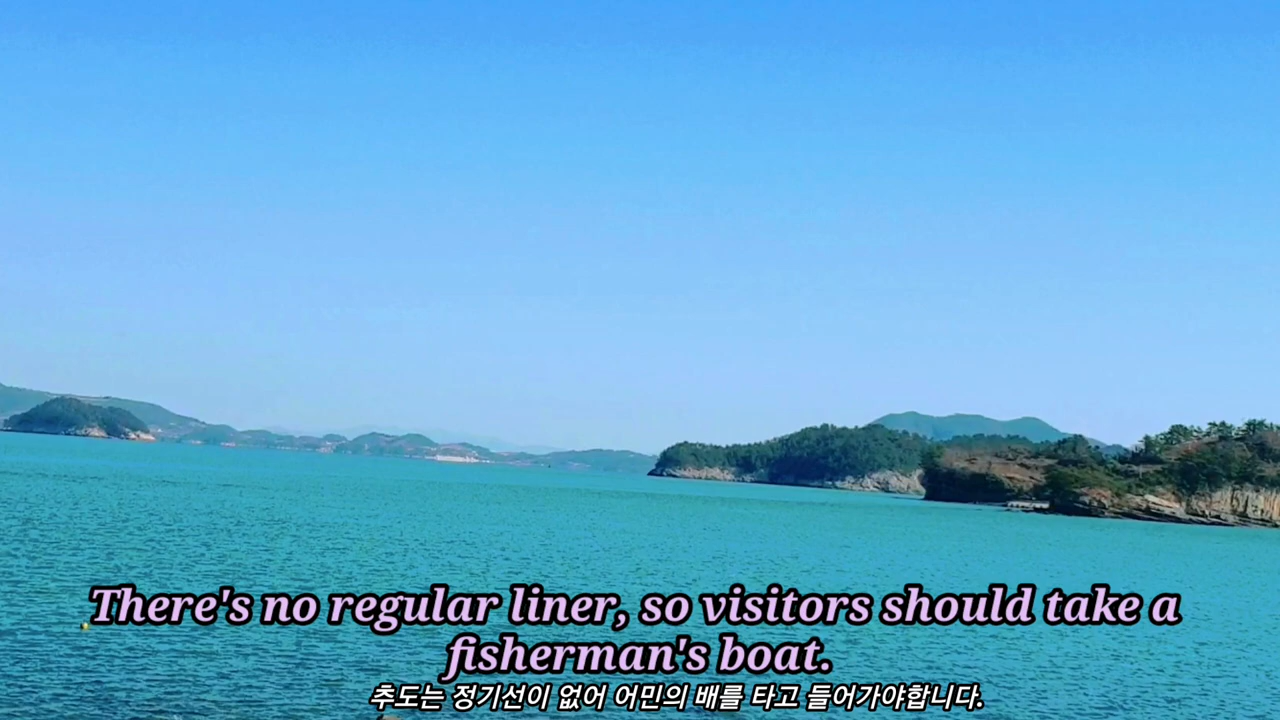 There's no regular liner, so visitors should take a
fisherman's boat.
추도는 정기선이 없어 어민의 배를 타고 들어가야합니다.